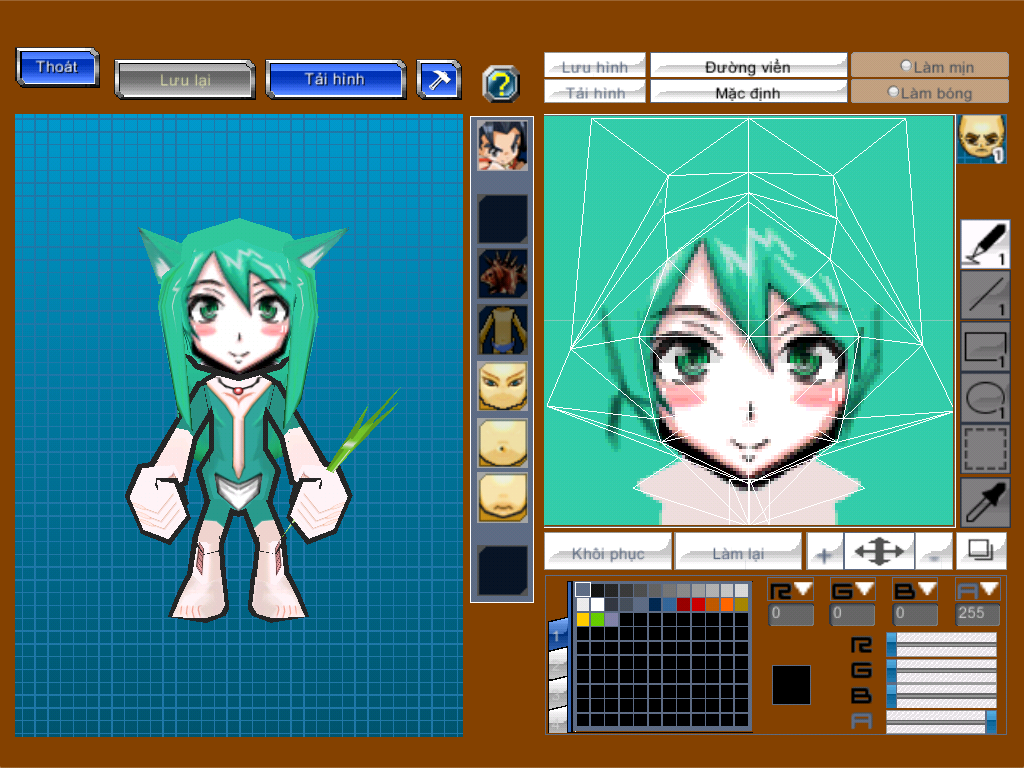 Thoát
Lưu lại
Tải hình
?
Lưu hình
Đường viền
Làm mịn
Tải hình
Mặc định
Làm bóng
1
1
1
1
1
Khôi phục
Làm lại
+
-
R
G
B
A
0
0
0
255
1
R
G
B
A